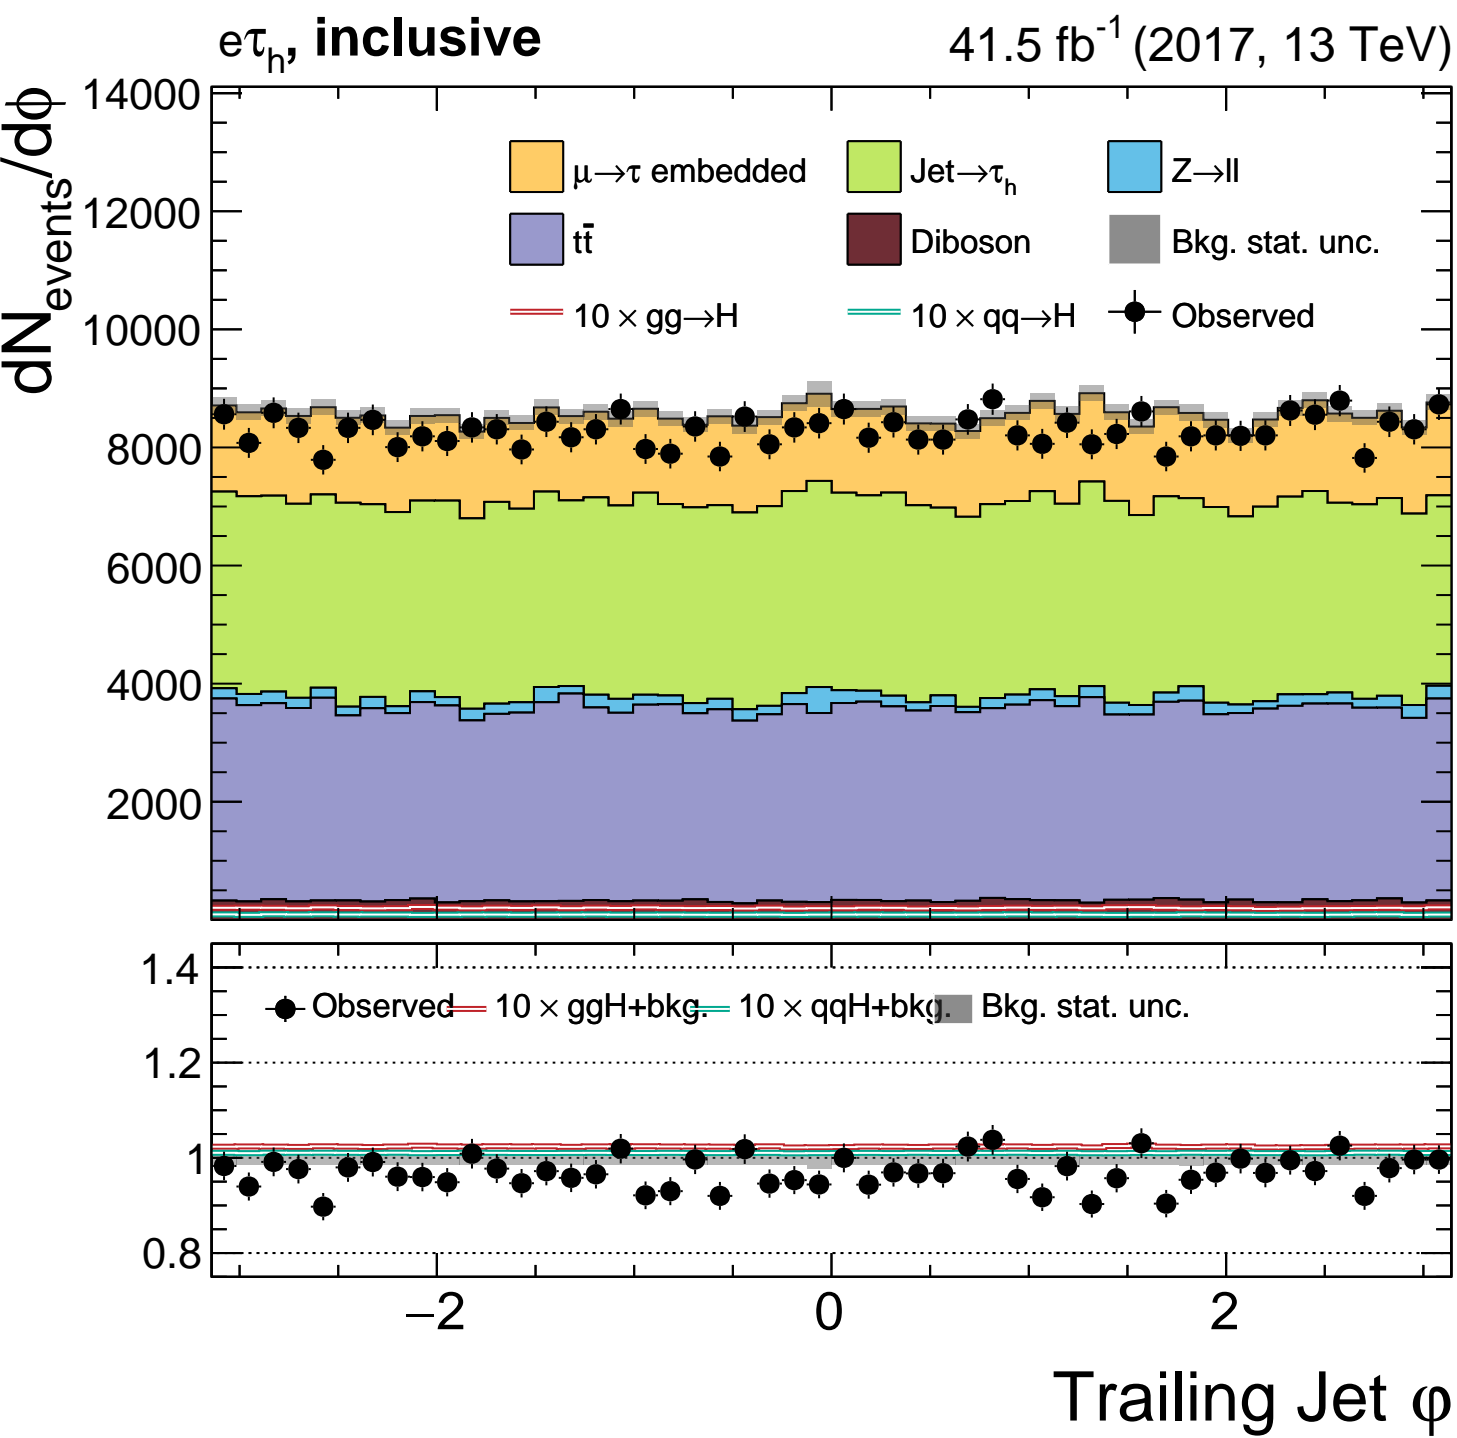 eτh, inclusive 41.5 fb-1 (2017, 13 TeV)
dNevents/dϕ
14000
12000
10000
8000
6000
4000
2000
μ→τ embedded Jet→τh Z→ll
tt̄ Diboson Bkg. stat. unc.
10 × gg→H 10 × qq→H Observed
1.4
1.2
1
0.8
Observed 10 × ggH+bkg. 10 × qqH+bkg. Bkg. stat. unc.
−2 0 2
Trailing Jet φ